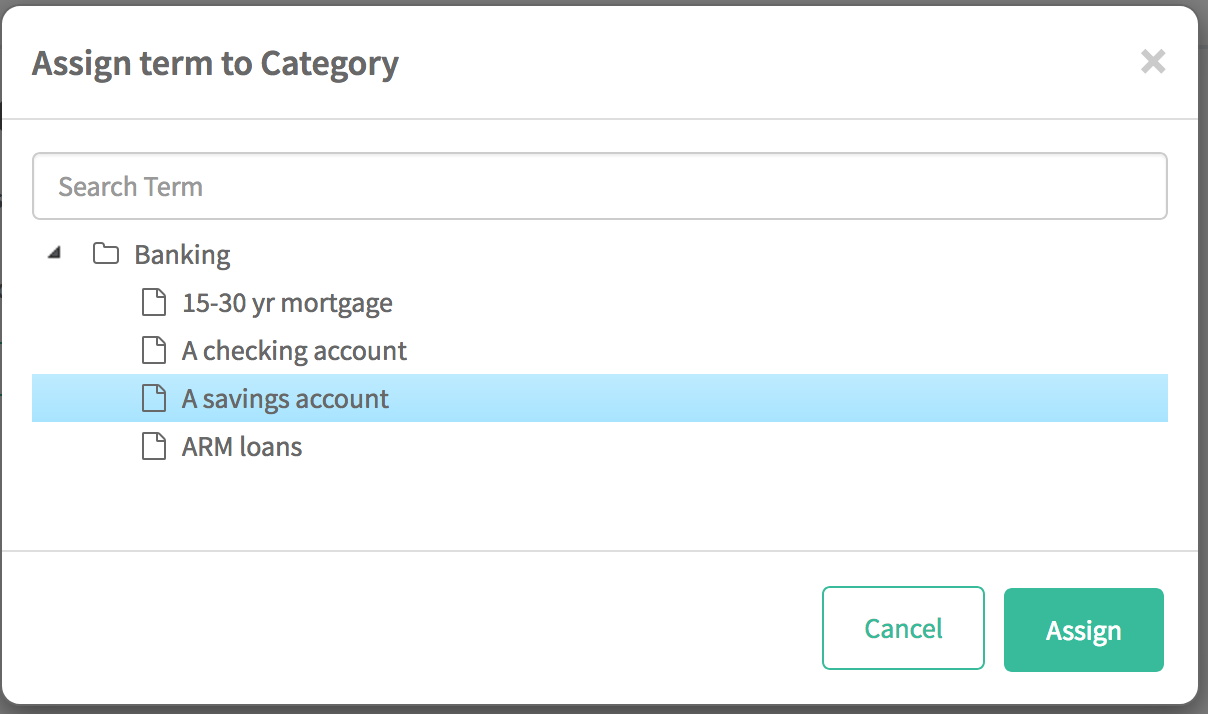 Assign term to Category
Search Term
Banking
15-30 yr mortgage
A checking account
A savings account
ARM loans
Cancel
Assign